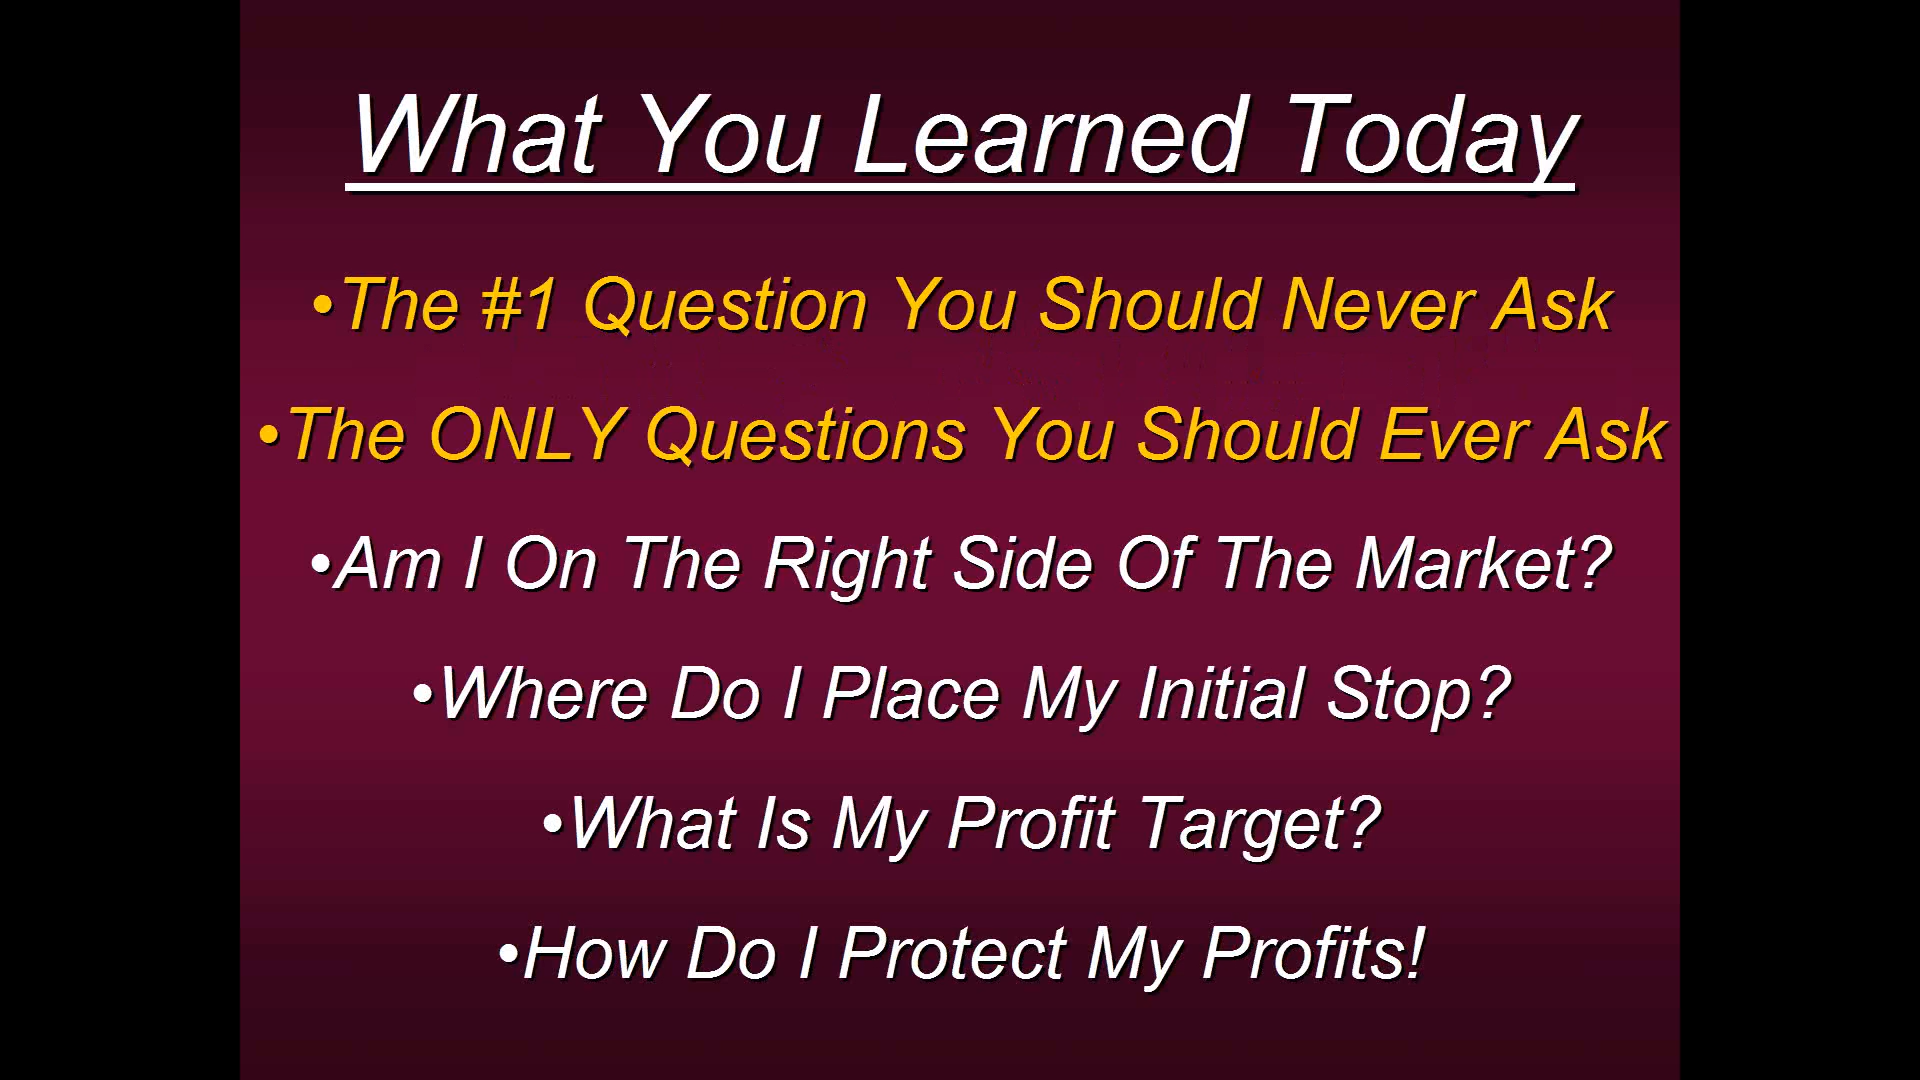 What You Learned Today
•The #1 Question You Should Never Ask
•The ONLY Questions You Should Ever Ask
•Am I On The Right Side Of The Market?
•Where Do I Place My Initial Stop?
•What Is My Profit Target?
•How Do I Protect My Profits!